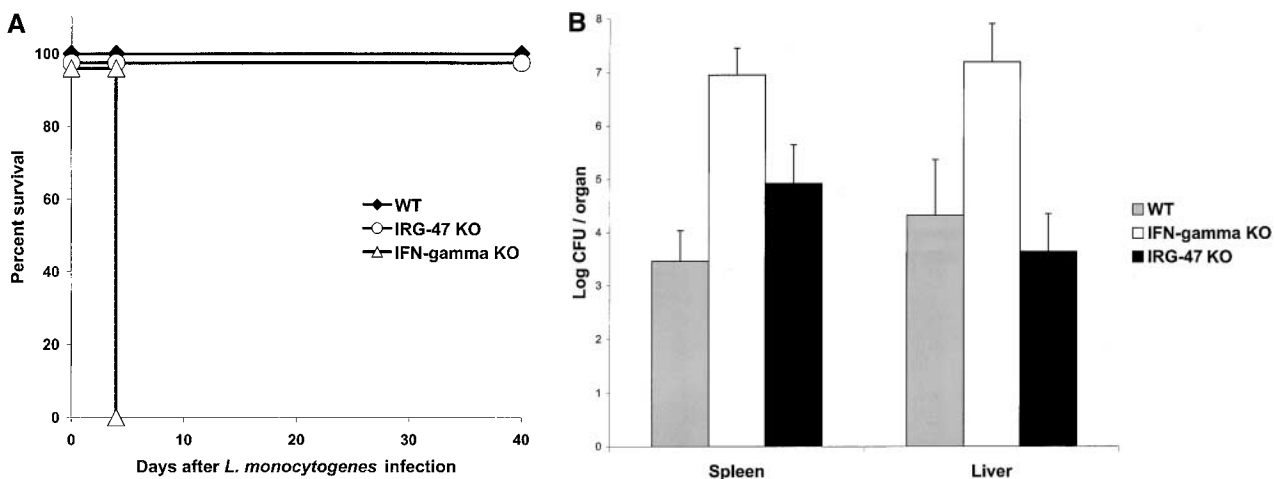 A
100
80
60
40
20
0
Percent survival
WT
IRG-47 KO
IFN-gamma KO
0 10 20 30 40
Days after L. monocytogenes infection
B
8
7
6
5
4
3
2
1
0
Log CFU / organ
WT
IFN-gamma KO
IRG-47 KO
Spleen Liver